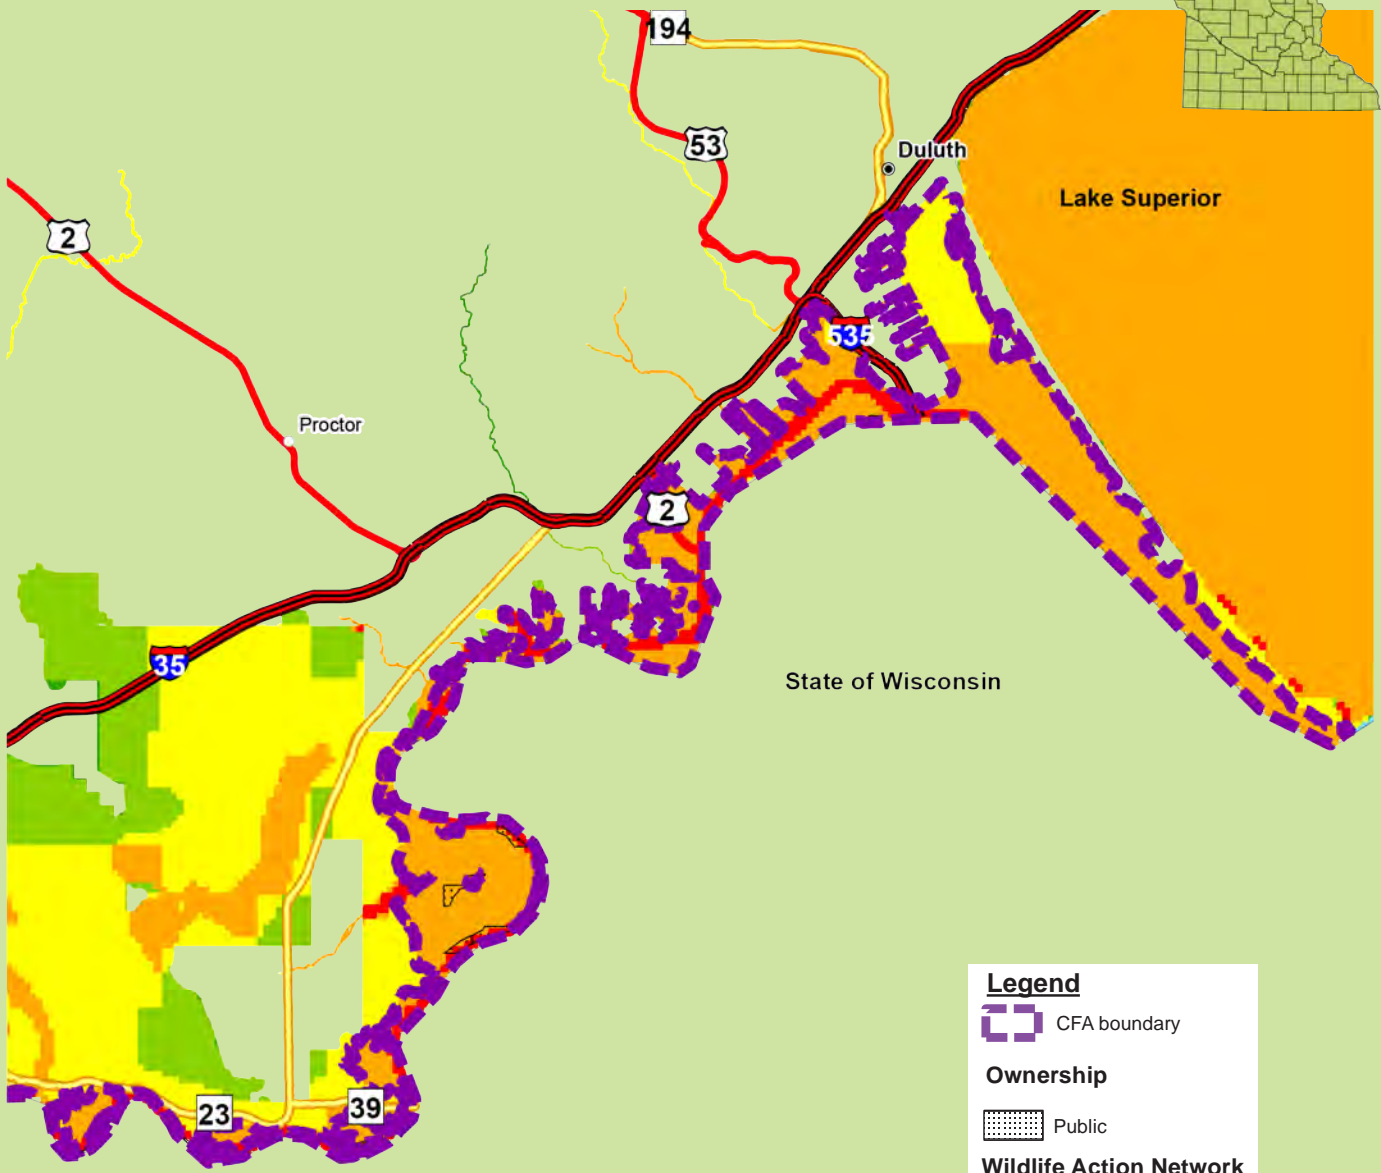 194
53
Duluth
Lake Superior
2
535
Proctor
2
35
State of Wisconsin
Legend
CFA boundary
Ownership
23
39
Public
Wildlife Action Network